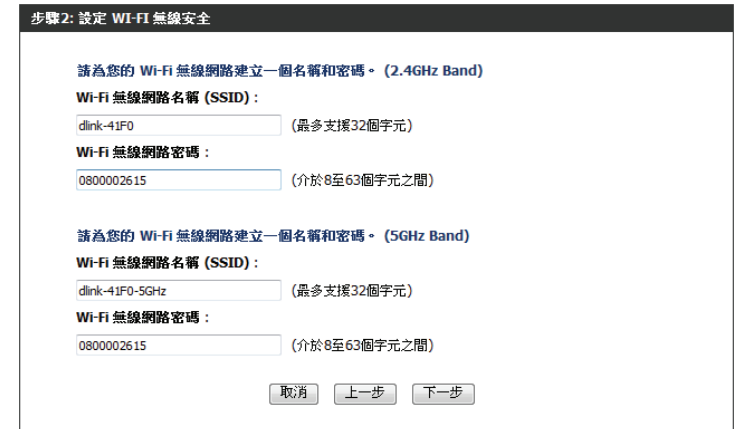 步驟2: 設定 WI-FI 無線安全
請為您的 Wi-Fi 無線網路建立一個名稱和密碼。 (2.4GHz Band)
Wi-Fi 無線網路名稱 (SSID) :
dlink-41F0 (最多支援32個字元)
Wi-Fi 無線網路密碼 :
0800002615 (介於8至63個字元之間)
請為您的 Wi-Fi 無線網路建立一個名稱和密碼。 (5GHz Band)
Wi-Fi 無線網路名稱 (SSID) :
dlink-41F0-5GHz (最多支援32個字元)
Wi-Fi 無線網路密碼 :
0800002615 (介於8至63個字元之間)
取消 上一步 下一步